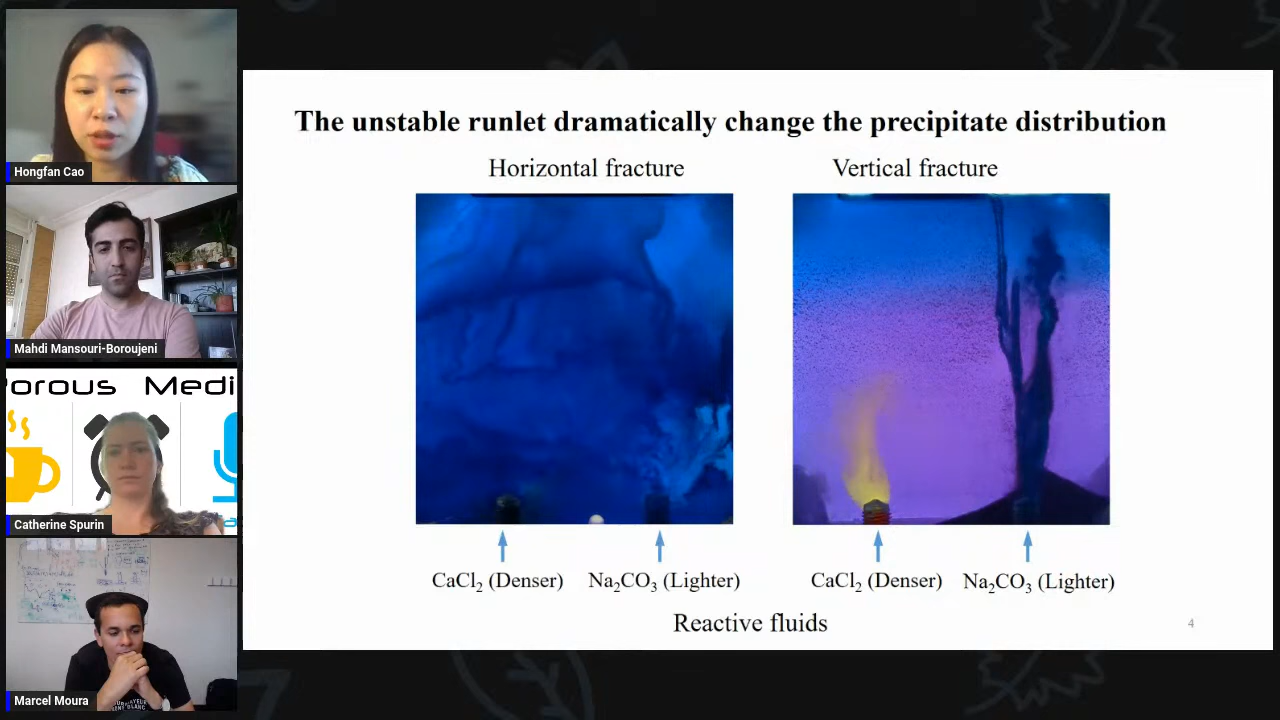 Hongfan Cao
Mahdi Mansouri-Boroujeni
orous Medi
Catherine Spurin
Marcel Moura
The unstable runlet dramatically change the precipitate distribution
Horizontal fracture
Vertical fracture
CaCl₂ (Denser)
Na₂CO₃ (Lighter)
CaCl₂ (Denser)
Na₂CO₃ (Lighter)
Reactive fluids
4